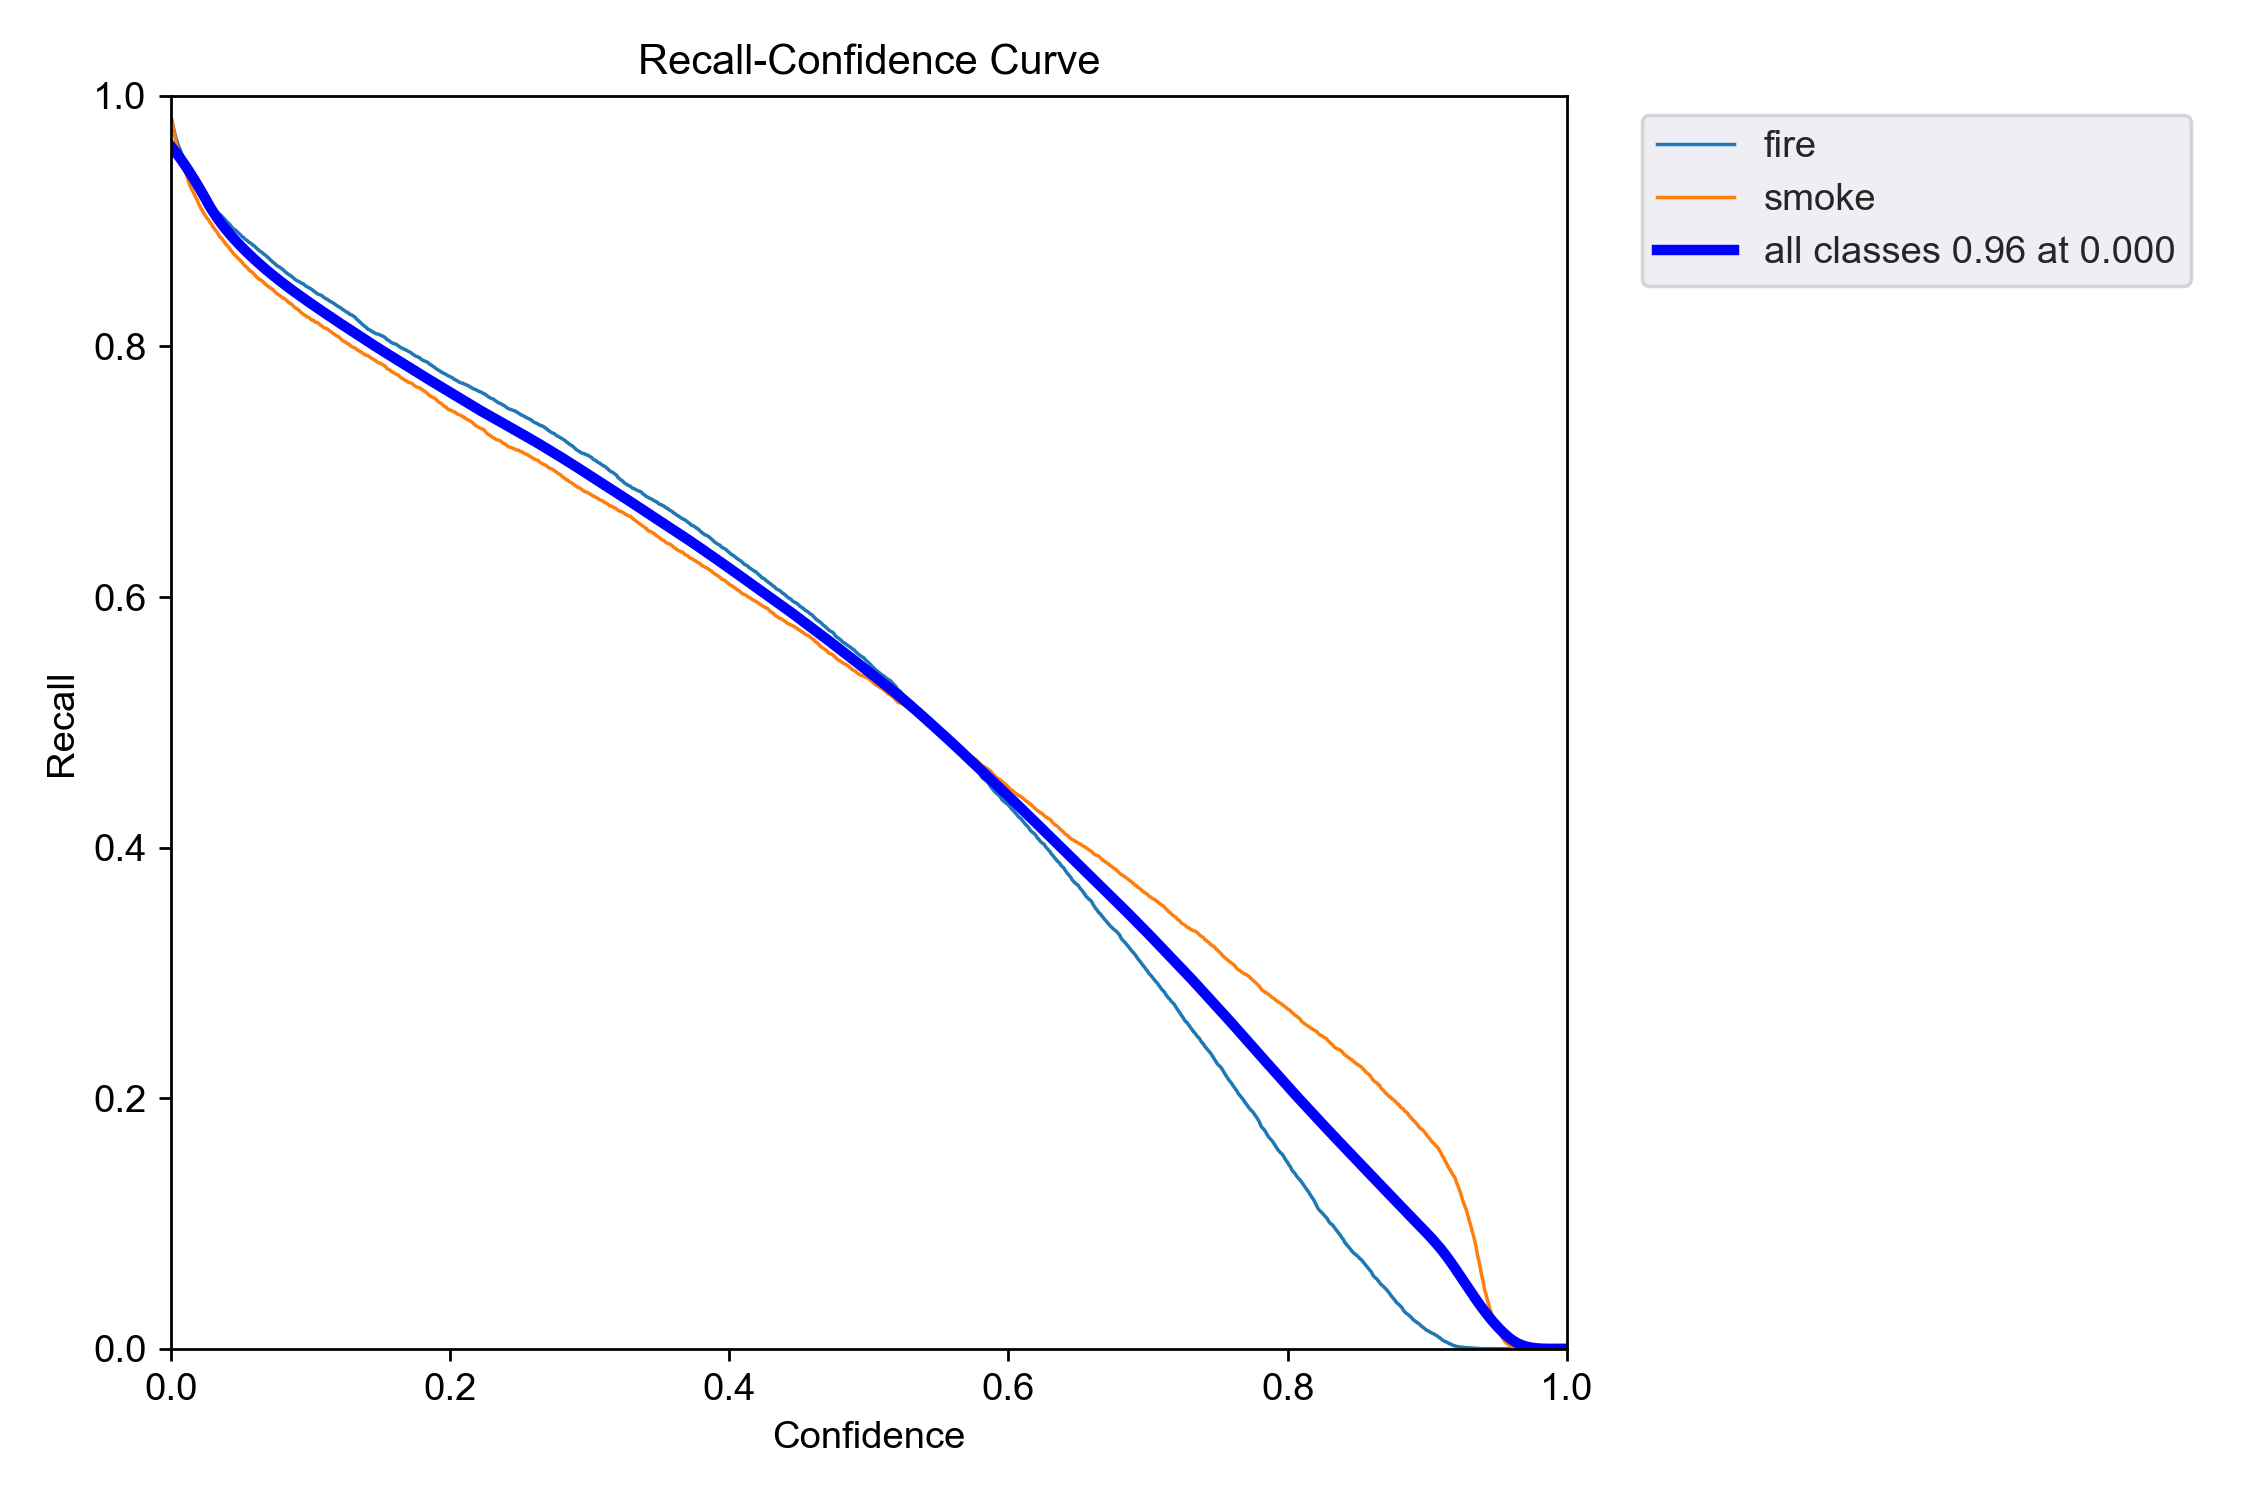 Recall-Confidence Curve
1.0
0.8
0.6
0.4
0.2
0.0
Recall
0.0 0.2 0.4 0.6 0.8 1.0
Confidence
fire
smoke
all classes 0.96 at 0.000